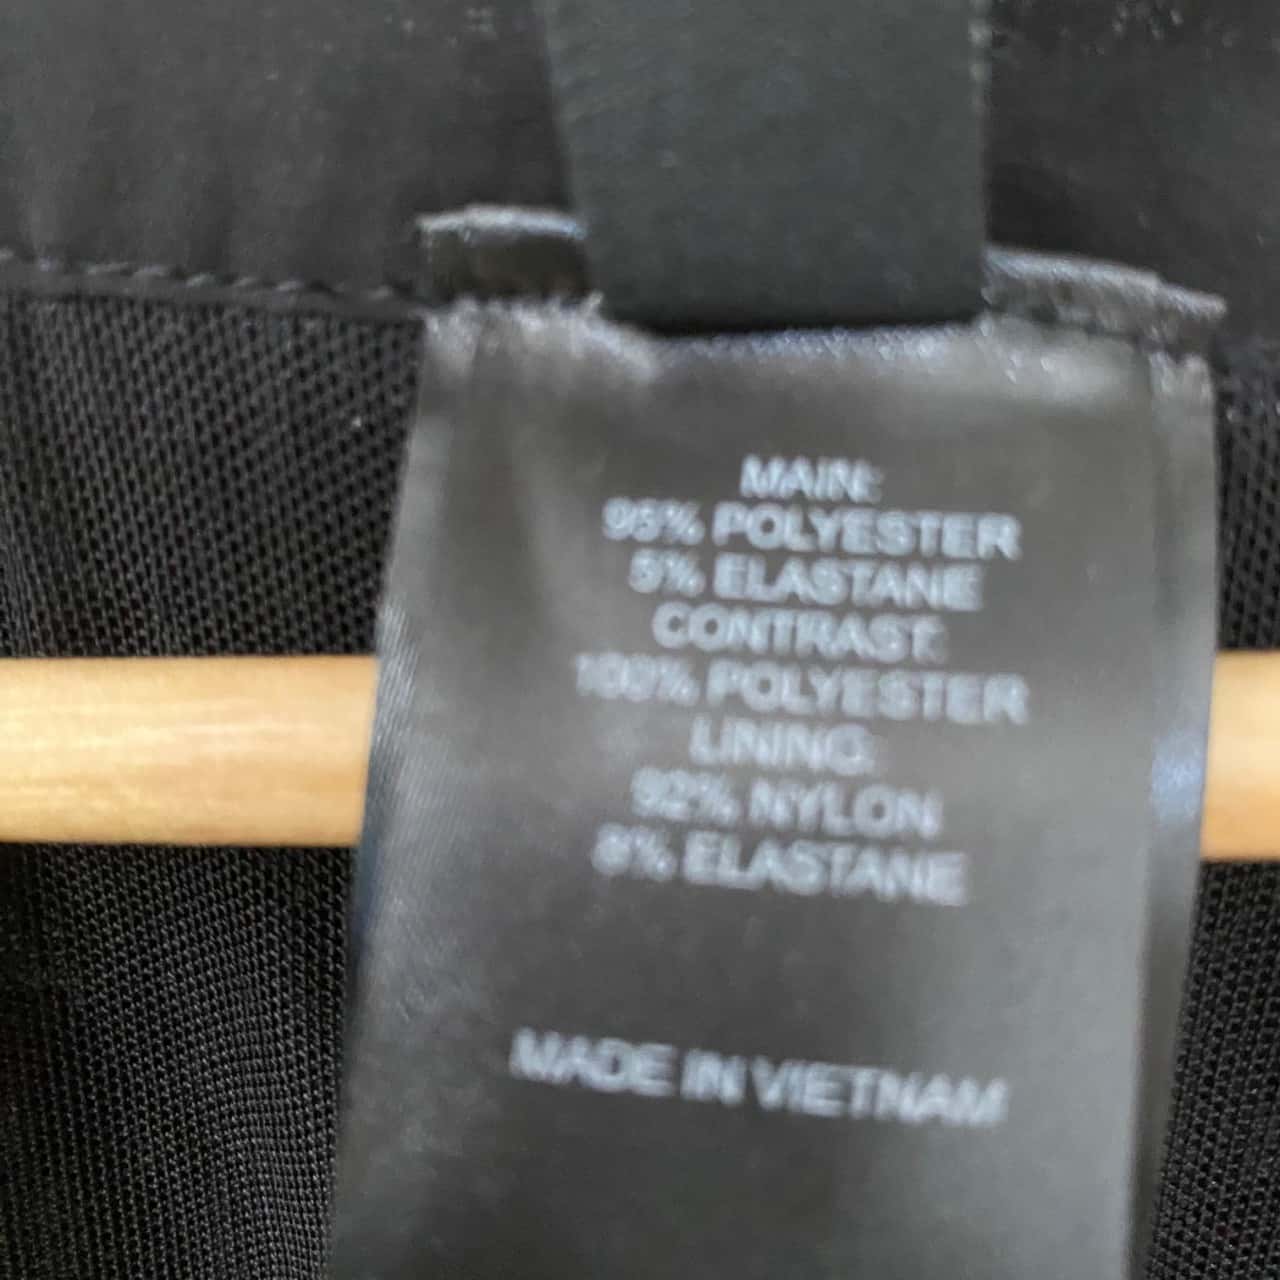 MAIN:
95% POLYESTER
5% ELASTANE
CONTRAST:
100% POLYESTER
LINING:
92% NYLON
8% ELASTANE
MADE IN VIETNAM